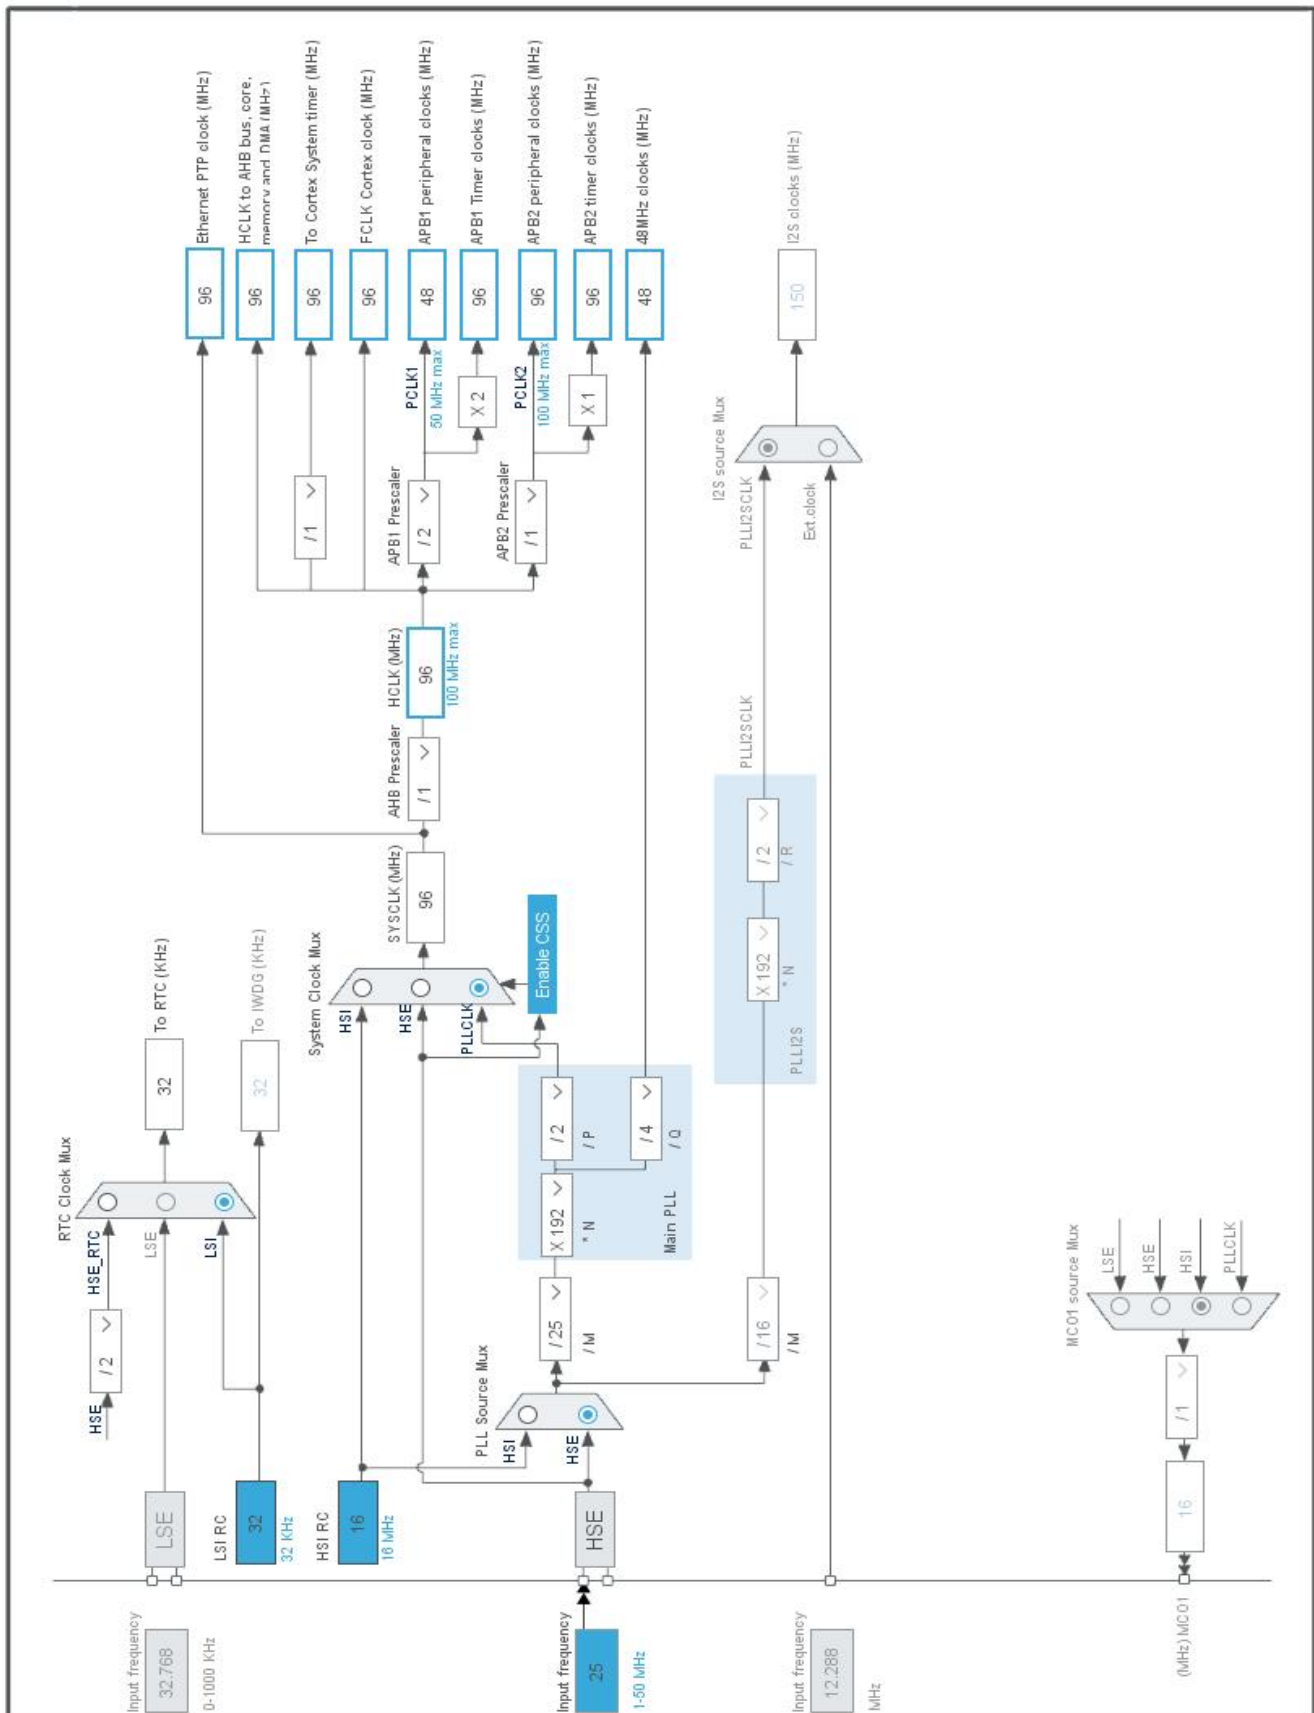 Input frequency
32.768
0-1000 KHz
LSE
HSE
/ 2
HSE_RTC
LSE
LSI
RTC Clock Mux
32
To RTC (KHz)
LSI RC
32
32 KHz
32
To IWDG (KHz)
HSI RC
16
16 MHz
System Clock Mux
HSI
HSE
PLLCLK
Enable CSS
SYSCLK (MHz)
96
AHB Prescaler
/ 1
HCLK (MHz)
96
100 MHz max
96
Ethernet PTP clock (MHz)
96
HCLK to AHB bus, core,
memory and DMA (MHz)
/ 1
96
To Cortex System timer (MHz)
96
FCLK Cortex clock (MHz)
APB1 Prescaler
/ 2
PCLK1
50 MHz max
48
APB1 peripheral clocks (MHz)
X 2
96
APB1 Timer clocks (MHz)
APB2 Prescaler
/ 1
PCLK2
100 MHz max
96
APB2 peripheral clocks (MHz)
X 1
96
APB2 timer clocks (MHz)
48
48MHz clocks (MHz)
Input frequency
25
1-50 MHz
HSE
PLL Source Mux
HSI
HSE
/ 25
/ M
X 192
* N
/ 2
/ P
/ 4
/ Q
Main PLL
/ 16
/ M
X 192
* N
/ 2
/ R
PLLI2S
PLLI2SCLK
PLLI2SCLK
I2S source Mux
Ext.clock
150
I2S clocks (MHz)
Input frequency
12.288
MHz
(MHz) MCO1
16
/ 1
MCO1 source Mux
LSE
HSE
HSI
PLLCLK